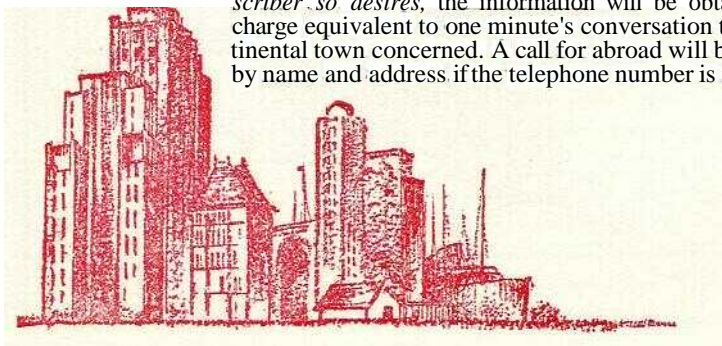 scriber so desires, the information will be obta
charge equivalent to one minute's conversation t
tinental town concerned. A call for abroad will b
by name and address if the telephone number is